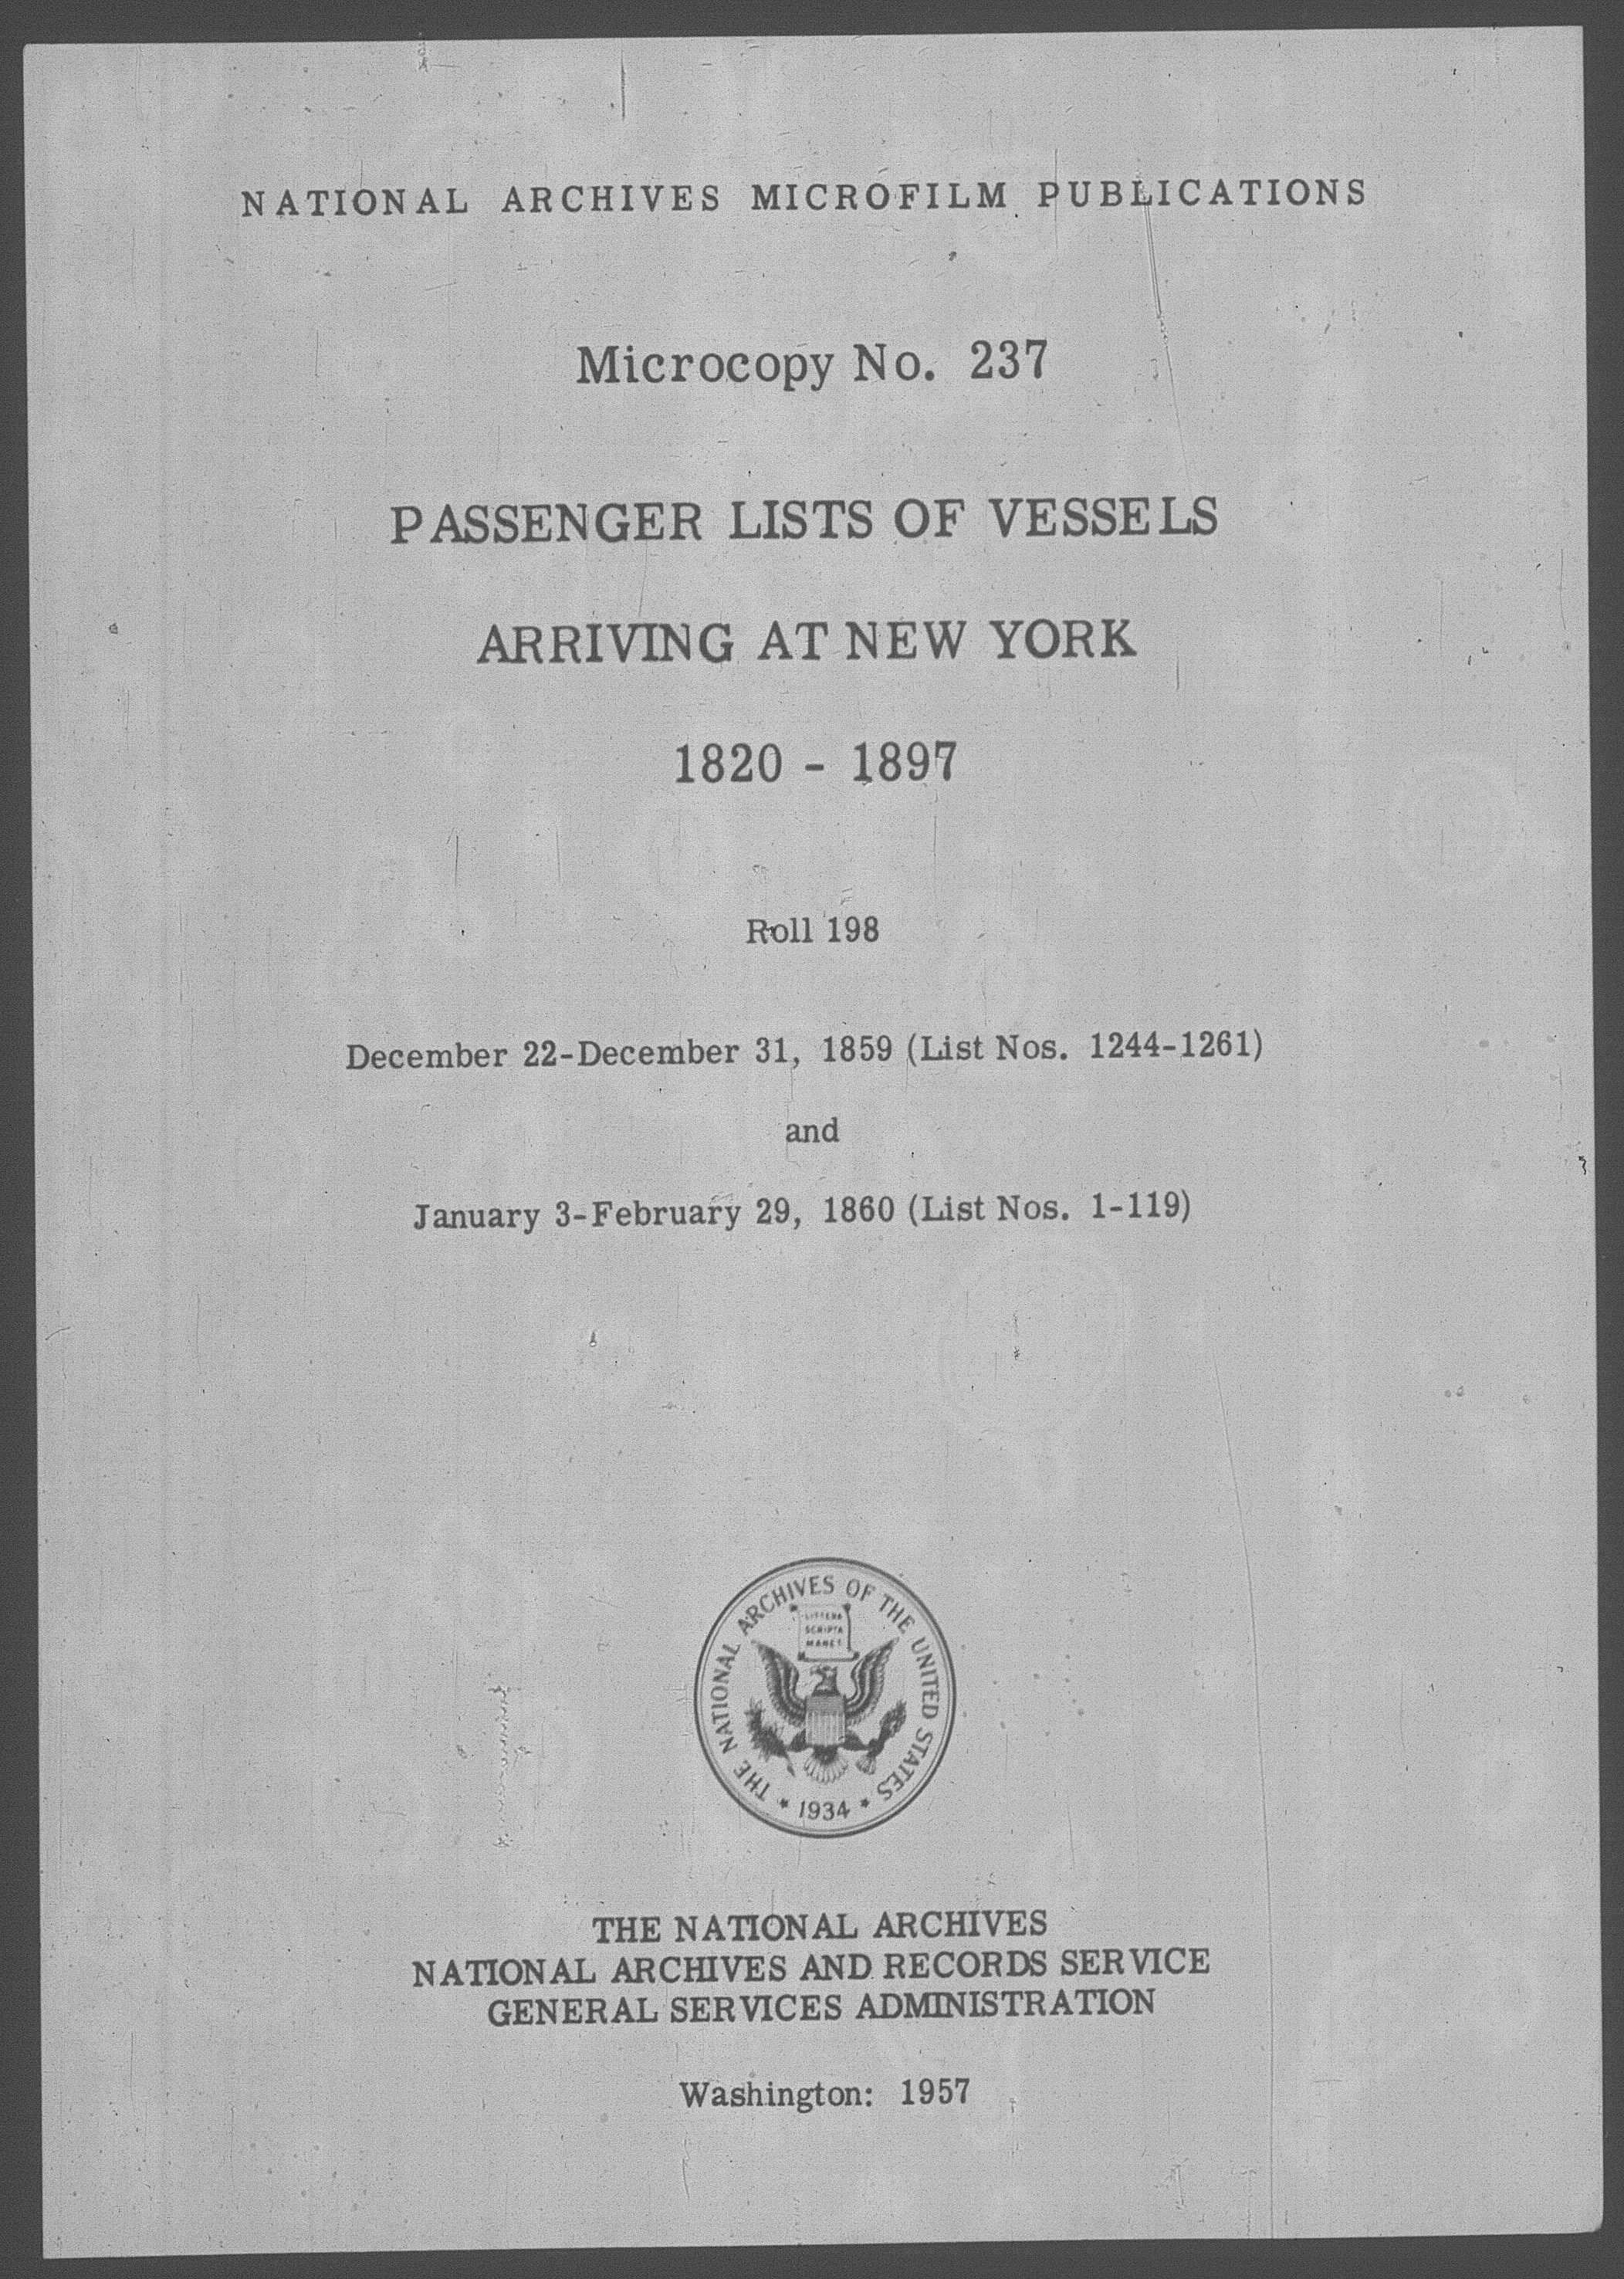 NATIONAL ARCHIVES MICROFILM PUBLICATIONS
Microcopy No. 237
PASSENGER LISTS OF VESSELS
ARRIVING AT NEW YORK
1820 - 1897
Roll 198
December 22-December 31, 1859 (List Nos. 1244-1261)
and
January 3-February 29, 1860 (List Nos. 1-119)
THE NATIONAL ARCHIVES OF THE UNITED STATES
LITTERA
SCRIPTA
MANET
* 1934 *
THE NATIONAL ARCHIVES
NATIONAL ARCHIVES AND RECORDS SERVICE
GENERAL SERVICES ADMINISTRATION
Washington: 1957